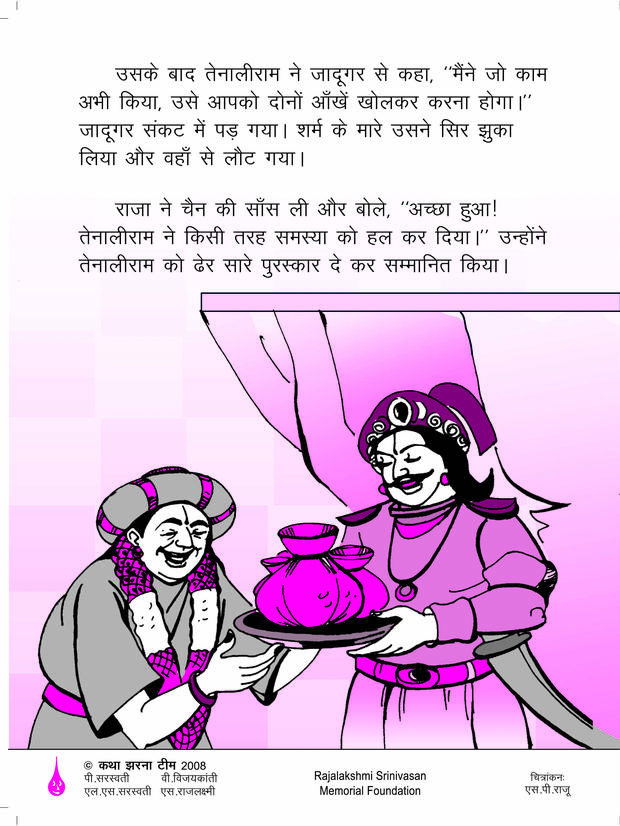 उसके बाद तेनालीराम ने जादूगर से कहा, ''मैंने जो काम
अभी किया, उसे आपको दोनों आँखें खोलकर करना होगा।''
जादूगर संकट में पड़ गया। शर्म के मारे उसने सिर झुका
लिया और वहाँ से लौट गया।
राजा ने चैन की साँस ली और बोले, ''अच्छा हुआ!
तेनालीराम ने किसी तरह समस्या को हल कर दिया।'' उन्होंने
तेनालीराम को ढेर सारे पुरस्कार दे कर सम्मानित किया।
© कथा झरना टीम 2008
पी.सरस्वती वी.विजयकांती
एल.एस.सरस्वती एस.राजलक्ष्मी
Rajalakshmi Srinivasan
Memorial Foundation
चित्रांकनः
एस.पी.राजू